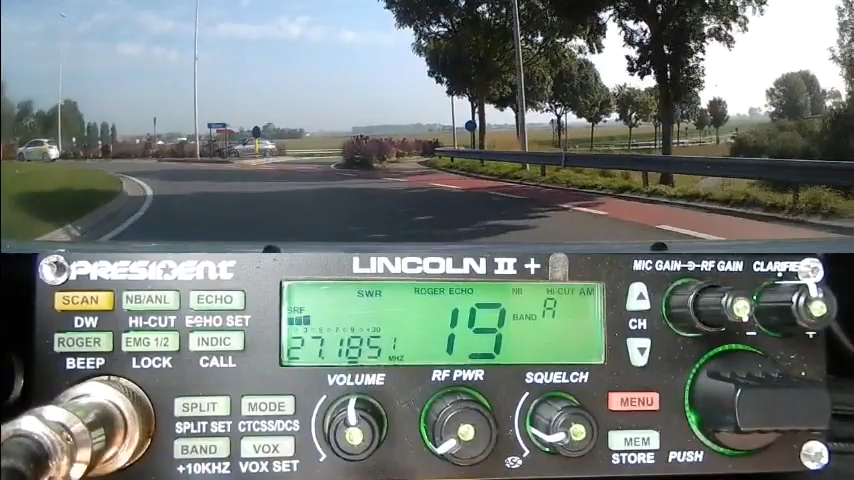 PRESIDENT
LINCOLN II +
MIC GAIN RF GAIN CLARIFIER
SCAN NB/ANL ECHO
DW HI-CUT ECHO SET
ROGER EMG 1/2 INDIC
BEEP LOCK CALL
SWR ROGER ECHO NB HI-CUT AM
SRF
19 BAND A
27.1851 MHZ
CH
VOLUME RF PWR SQUELCH
SPLIT MODE
SPLIT SET CTCSS/DCS
BAND VOX
+10KHZ VOX SET
ASC
MENU
MEM
STORE PUSH